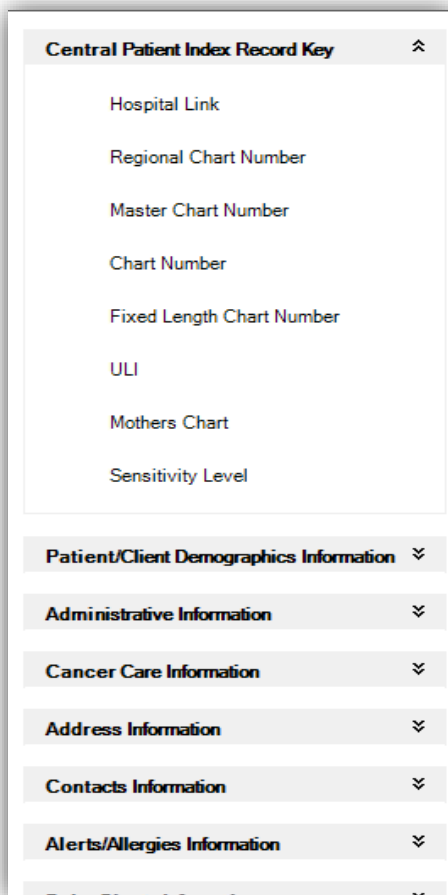 Central Patient Index Record Key
Hospital Link
Regional Chart Number
Master Chart Number
Chart Number
Fixed Length Chart Number
ULI
Mothers Chart
Sensitivity Level
Patient/Client Demographics Information
Administrative Information
Cancer Care Information
Address Information
Contacts Information
Alerts/Allergies Information